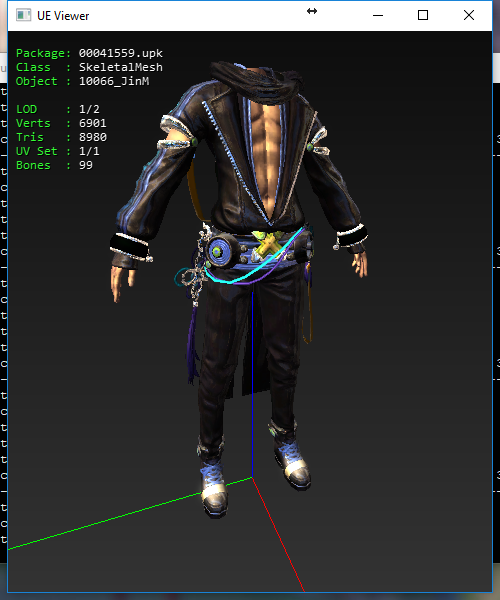 UE Viewer
Package: 00041559.upk
Class : SkeletalMesh
Object : 10066_JinM
LOD : 1/2
Verts : 6901
Tris : 8980
UV Set : 1/1
Bones : 99